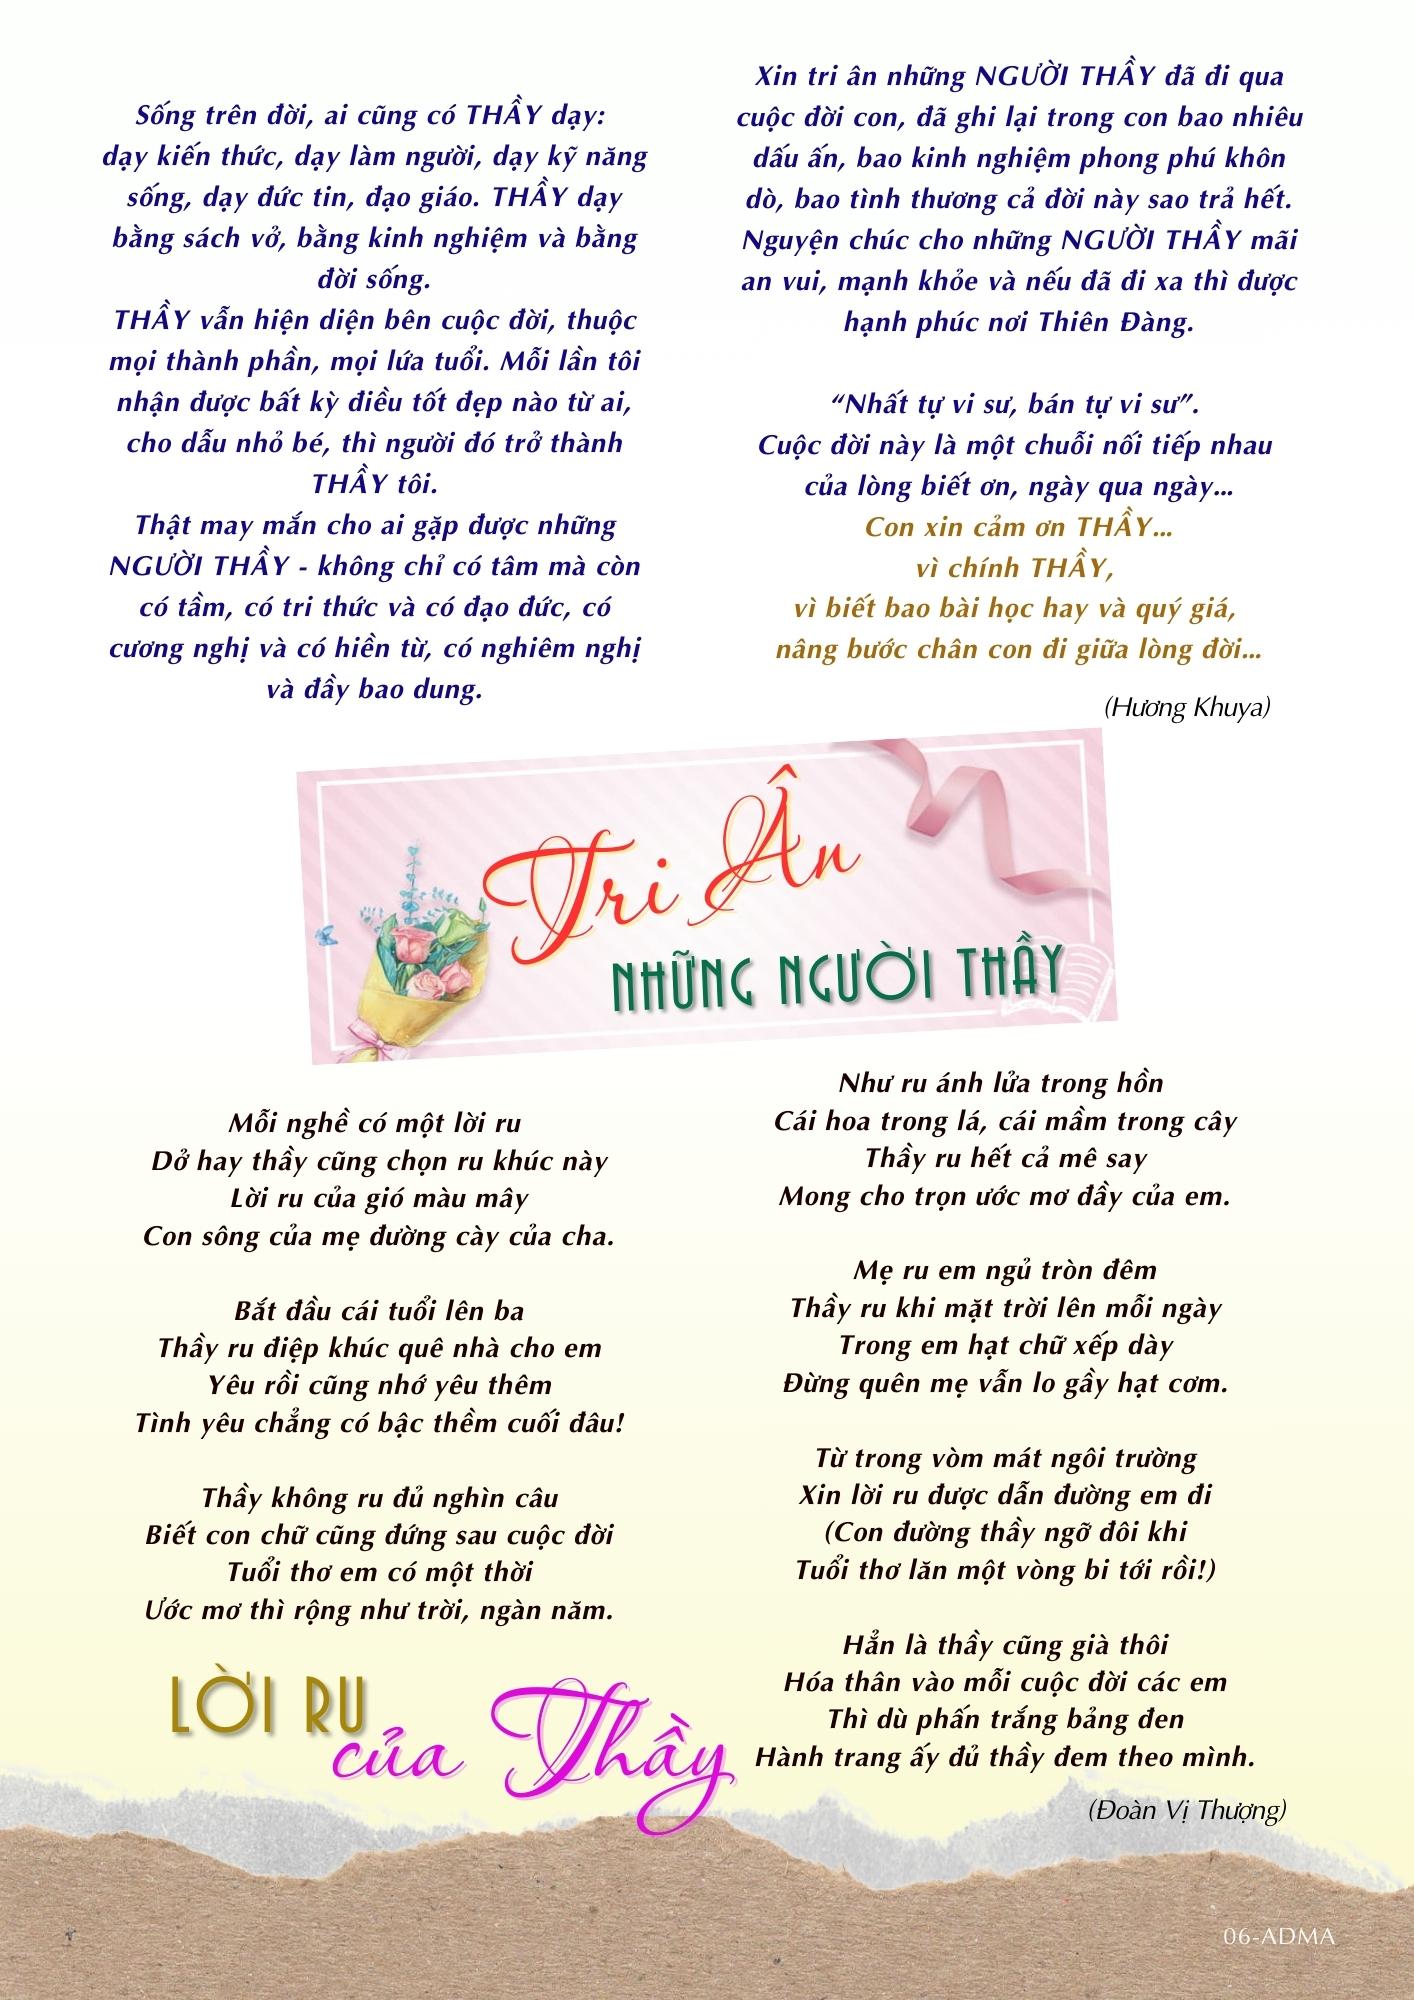 Sống trên đời, ai cũng có THẦY dạy:
dạy kiến thức, dạy làm người, dạy kỹ năng
sống, dạy đức tin, đạo giáo. THẦY dạy
bằng sách vở, bằng kinh nghiệm và bằng
đời sống.
THẦY vẫn hiện diện bên cuộc đời, thuộc
mọi thành phần, mọi lứa tuổi. Mỗi lần tôi
nhận được bất kỳ điều tốt đẹp nào từ ai,
cho dẫu nhỏ bé, thì người đó trở thành
THẦY tôi.
Thật may mắn cho ai gặp được những
NGƯỜI THẦY - không chỉ có tâm mà còn
có tầm, có tri thức và có đạo đức, có
cương nghị và có hiền từ, có nghiêm nghị
và đầy bao dung.
Xin tri ân những NGƯỜI THẦY đã đi qua
cuộc đời con, đã ghi lại trong con bao nhiêu
dấu ấn, bao kinh nghiệm phong phú khôn
dò, bao tình thương cả đời này sao trả hết.
Nguyện chúc cho những NGƯỜI THẦY mãi
an vui, mạnh khỏe và nếu đã đi xa thì được
hạnh phúc nơi Thiên Đàng.
“Nhất tự vi sư, bán tự vi sư”.
Cuộc đời này là một chuỗi nối tiếp nhau
của lòng biết ơn, ngày qua ngày...
Con xin cảm ơn THẦY...
vì chính THẦY,
vì biết bao bài học hay và quý giá,
nâng bước chân con đi giữa lòng đời...
(Hương Khuya)
Tri Ân
NHỮNG NGƯỜI THẦY
Mỗi nghề có một lời ru
Dở hay thầy cũng chọn ru khúc này
Lời ru của gió màu mây
Con sông của mẹ đường cày của cha.
Bắt đầu cái tuổi lên ba
Thầy ru điệp khúc quê nhà cho em
Yêu rồi cũng nhớ yêu thêm
Tình yêu chẳng có bậc thềm cuối đâu!
Thầy không ru đủ nghìn câu
Biết con chữ cũng đứng sau cuộc đời
Tuổi thơ em có một thời
Ước mơ thì rộng như trời, ngàn năm.
LỜI RU
của Thầy
Như ru ánh lửa trong hồn
Cái hoa trong lá, cái mầm trong cây
Thầy ru hết cả mê say
Mong cho trọn ước mơ đầy của em.
Mẹ ru em ngủ tròn đêm
Thầy ru khi mặt trời lên mỗi ngày
Trong em hạt chữ xếp dày
Đừng quên mẹ vẫn lo gầy hạt cơm.
Từ trong vòm mát ngôi trường
Xin lời ru được dẫn đường em đi
(Con đường thầy ngỡ đôi khi
Tuổi thơ lăn một vòng bi tới rồi!)
Hẳn là thầy cũng già thôi
Hóa thân vào mỗi cuộc đời các em
Thì dù phấn trắng bảng đen
Hành trang ấy đủ thầy đem theo mình.
(Đoàn Vị Thượng)
06-ADMA